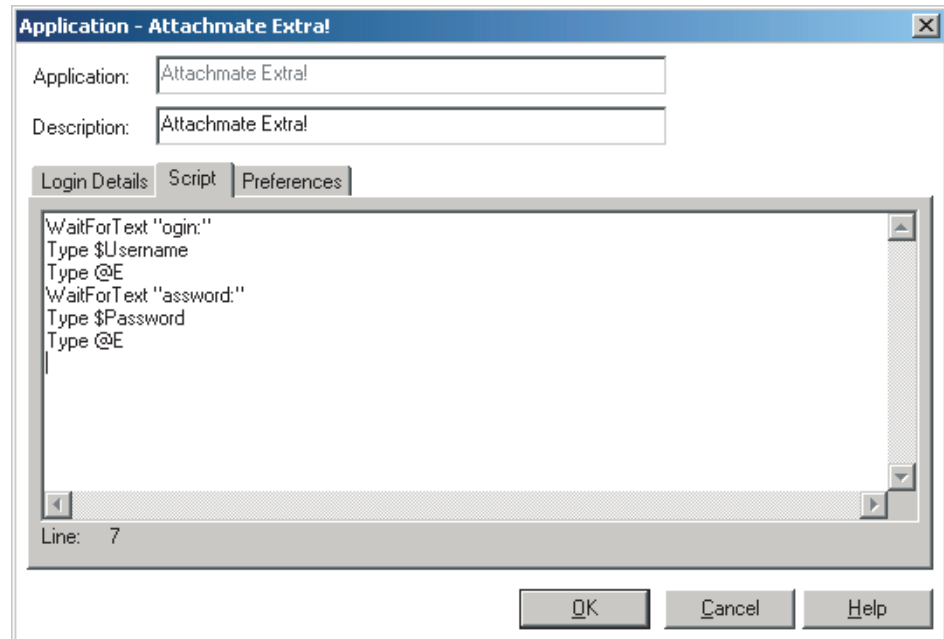 Application - Attachmate Extra!
Application: Attachmate Extra!
Description: Attachmate Extra!
Login Details Script Preferences
WaitForText "ogin:"
Type $Username
Type @E
WaitForText "assword:"
Type $Password
Type @E
Line: 7
OK Cancel Help